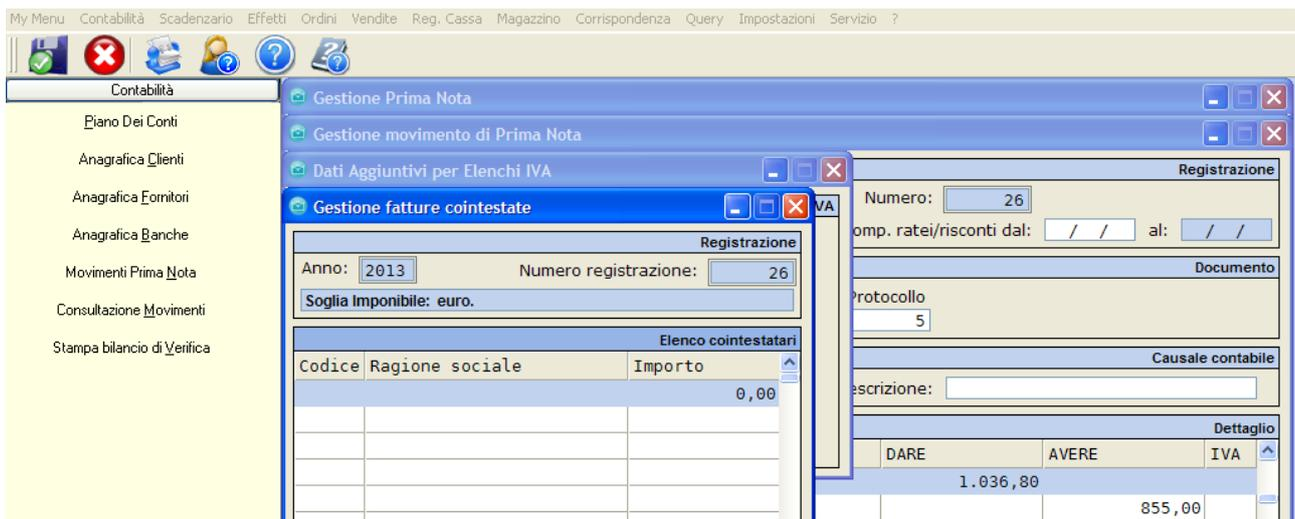 My Menu Contabilità Scadenzario Effetti Ordini Vendite Reg. Cassa Magazzino Corrispondenza Query Impostazioni Servizio ?
Contabilità
Piano Dei Conti
Anagrafica Clienti
Anagrafica Fornitori
Anagrafica Banche
Movimenti Prima Nota
Consultazione Movimenti
Stampa bilancio di Verifica
Gestione Prima Nota
Gestione movimento di Prima Nota
Dati Aggiuntivi per Elenchi IVA
Gestione fatture cointestate
Registrazione
Anno: 2013 Numero registrazione: 26
Soglia Imponibile: euro.
Elenco cointestatari
Codice Ragione sociale Importo
0,00
IVA
Registrazione
Numero: 26
omp. ratei/risconti dal: / / al: / /
Documento
Protocollo
5
Causale contabile
escrizione:
Dettaglio
DARE AVERE IVA
1.036,80
855,00